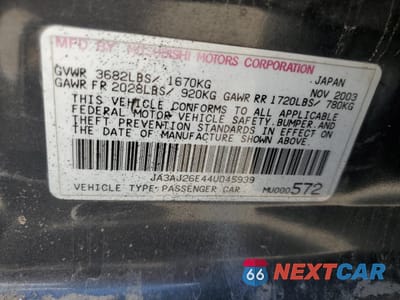 MFD BY MITSUBISHI MOTORS CORPORATION
GVWR 3682LBS/ 1670KG JAPAN
GAWR FR 2028LBS/ 920KG GAWR RR 1720LBS/ 780KG NOV 2003
THIS VEHICLE CONFORMS TO ALL APPLICABLE
FEDERAL MOTOR VEHICLE SAFETY,BUMPER,AND
THEFT PREVENTION STANDARDS IN EFFECT ON
THE DATE OF MANUFACTURE SHOWN ABOVE.
JA3AJ26E44U045939
VEHICLE TYPE:PASSENGER CAR MU000572
66 NEXTCAR